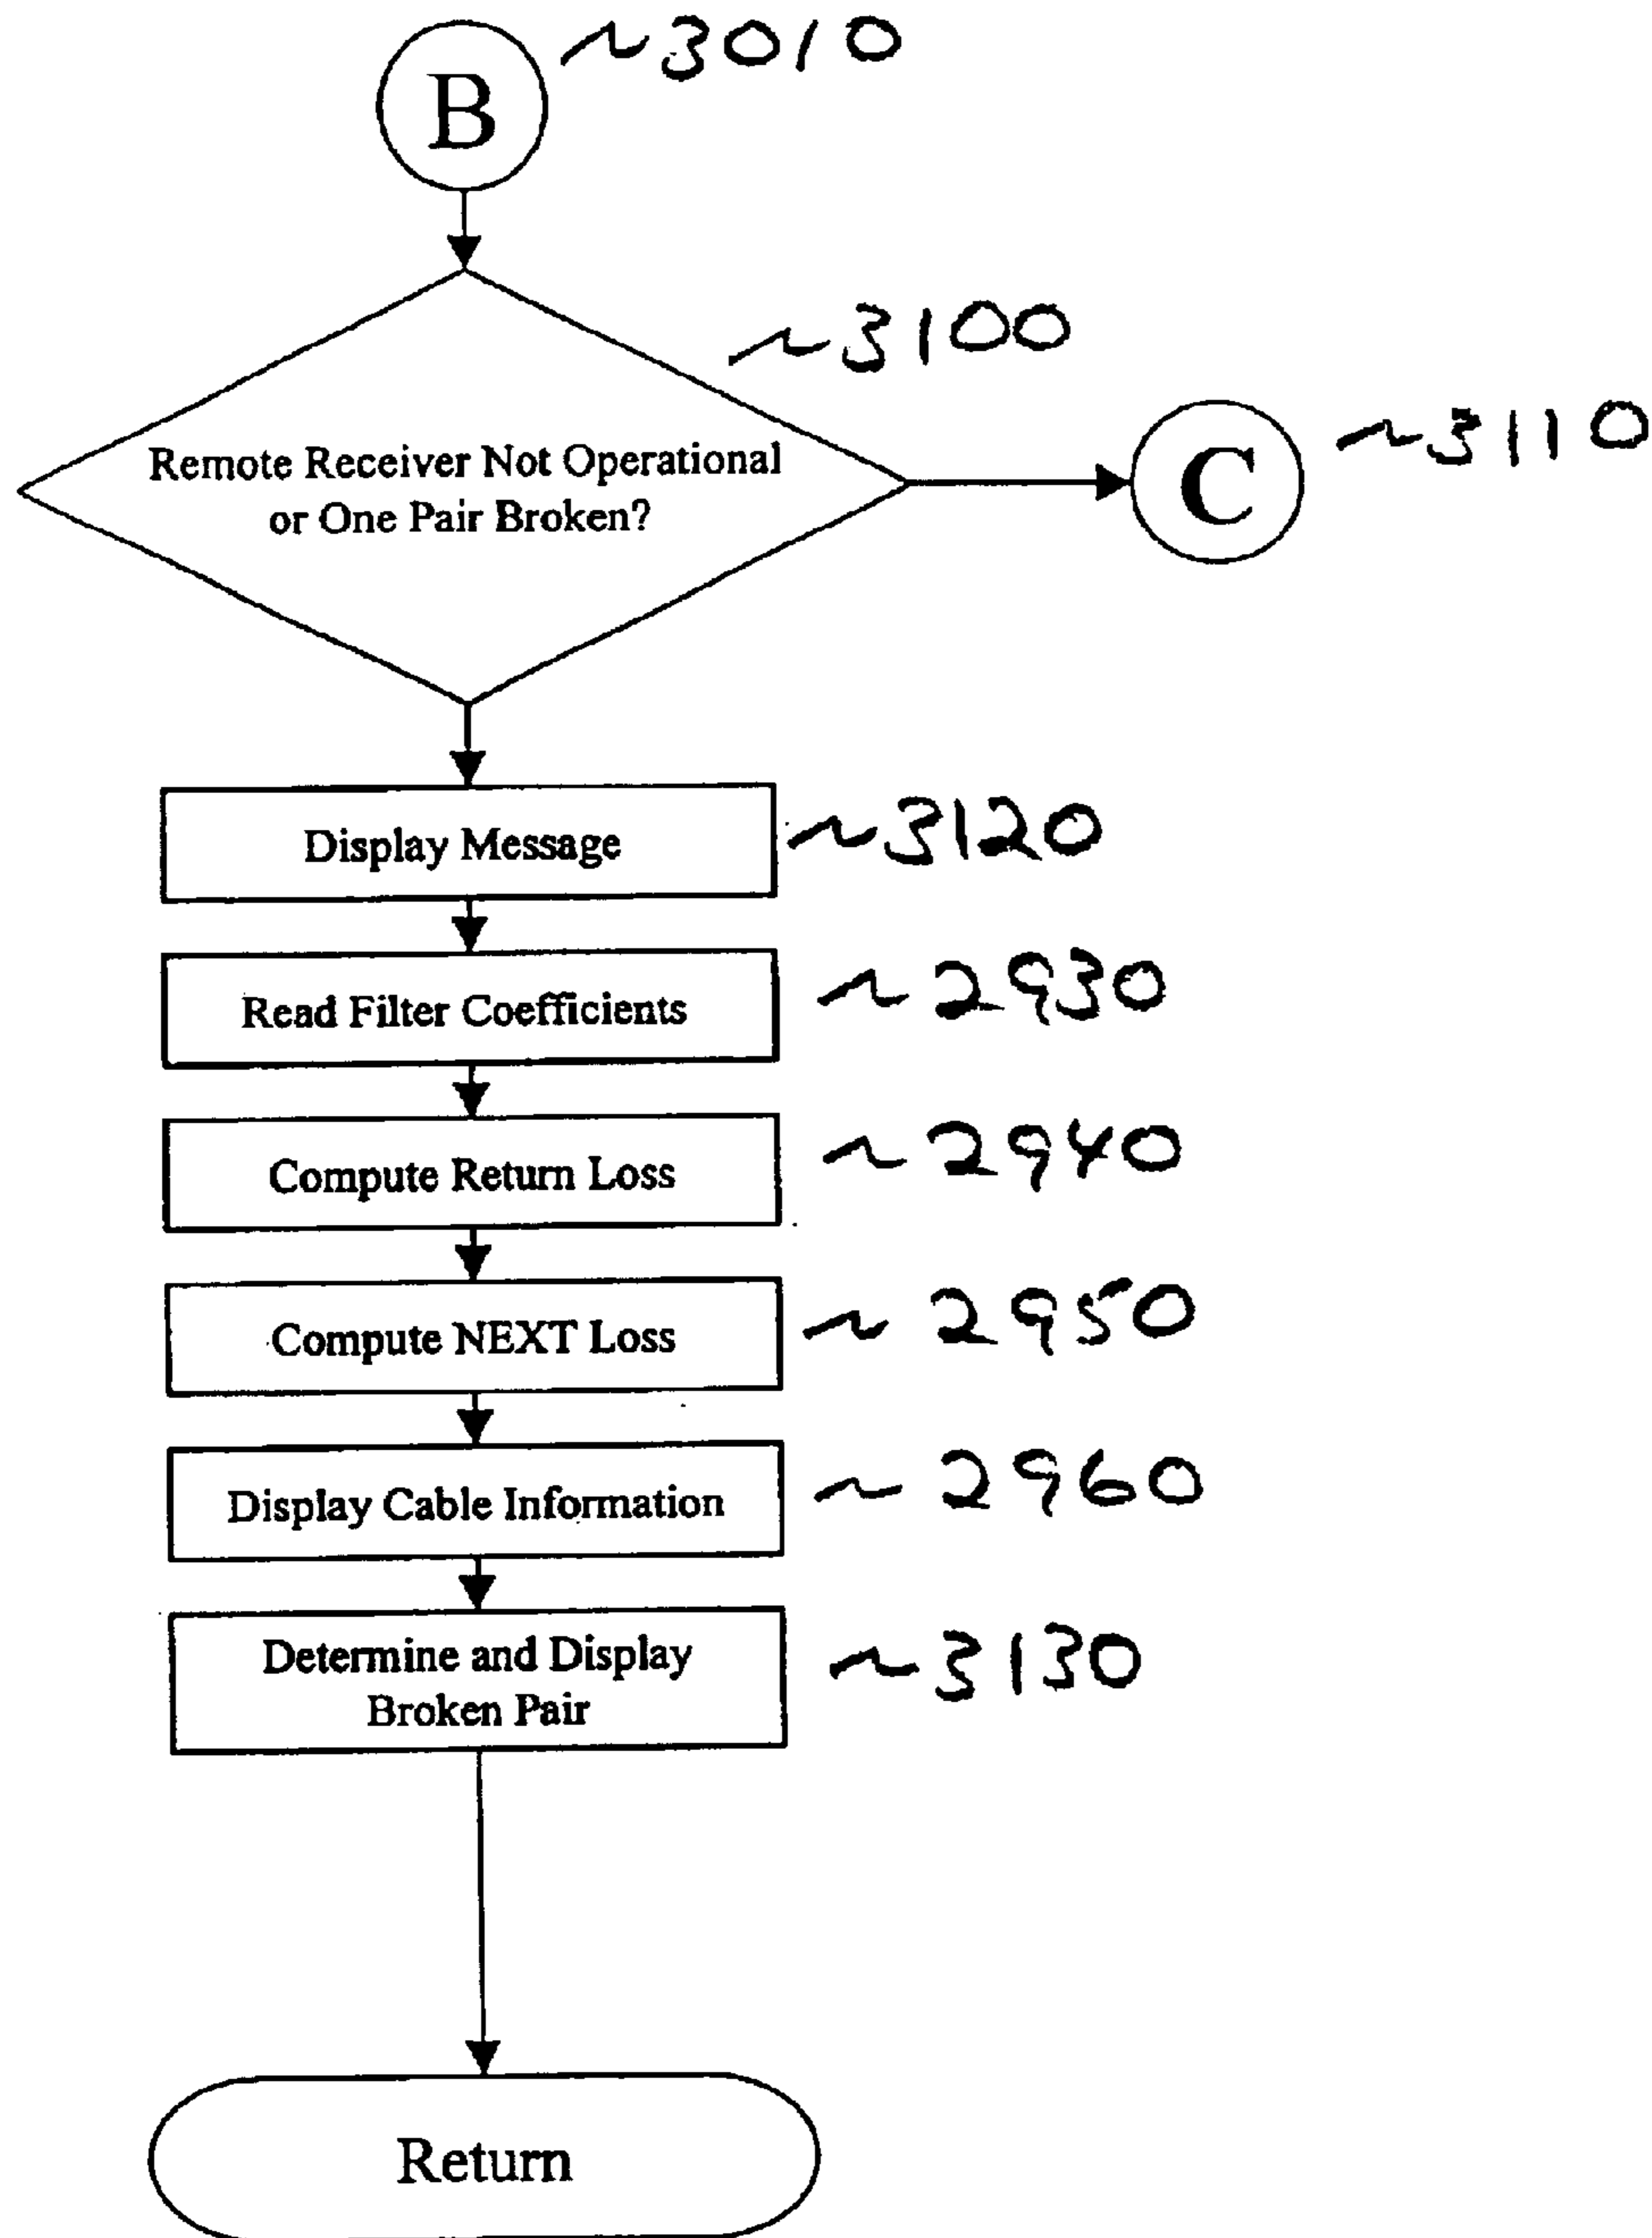 B
~3010
~3100
Remote Receiver Not Operational
or One Pair Broken?
C
~3110
Display Message
~3120
Read Filter Coefficients
~2930
Compute Return Loss
~2940
Compute NEXT Loss
~2950
Display Cable Information
~2960
Determine and Display
Broken Pair
~3130
Return